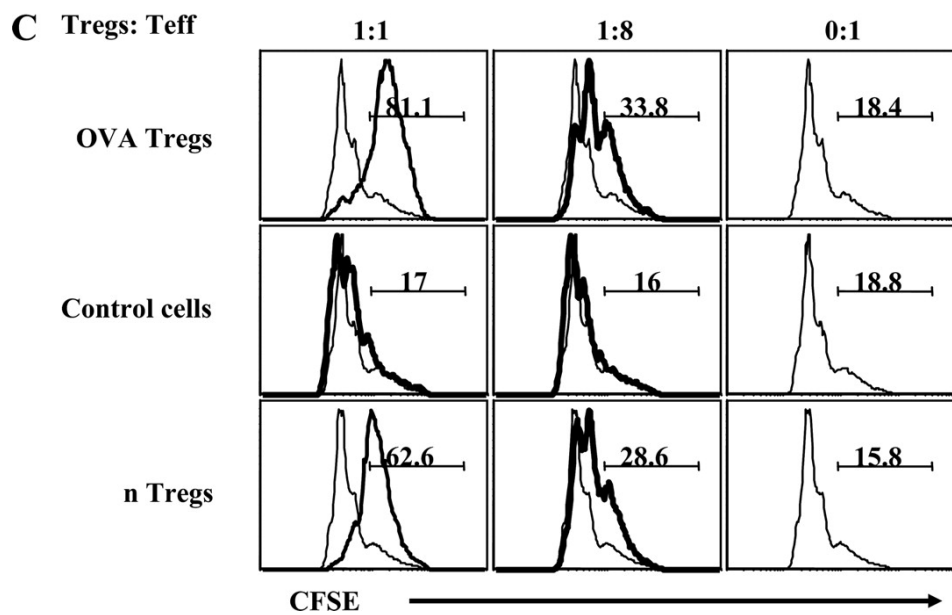 C Tregs: Teff 1:1 1:8 0:1
OVA Tregs 81.1 33.8 18.4
Control cells 17 16 18.8
n Tregs 62.6 28.6 15.8
CFSE